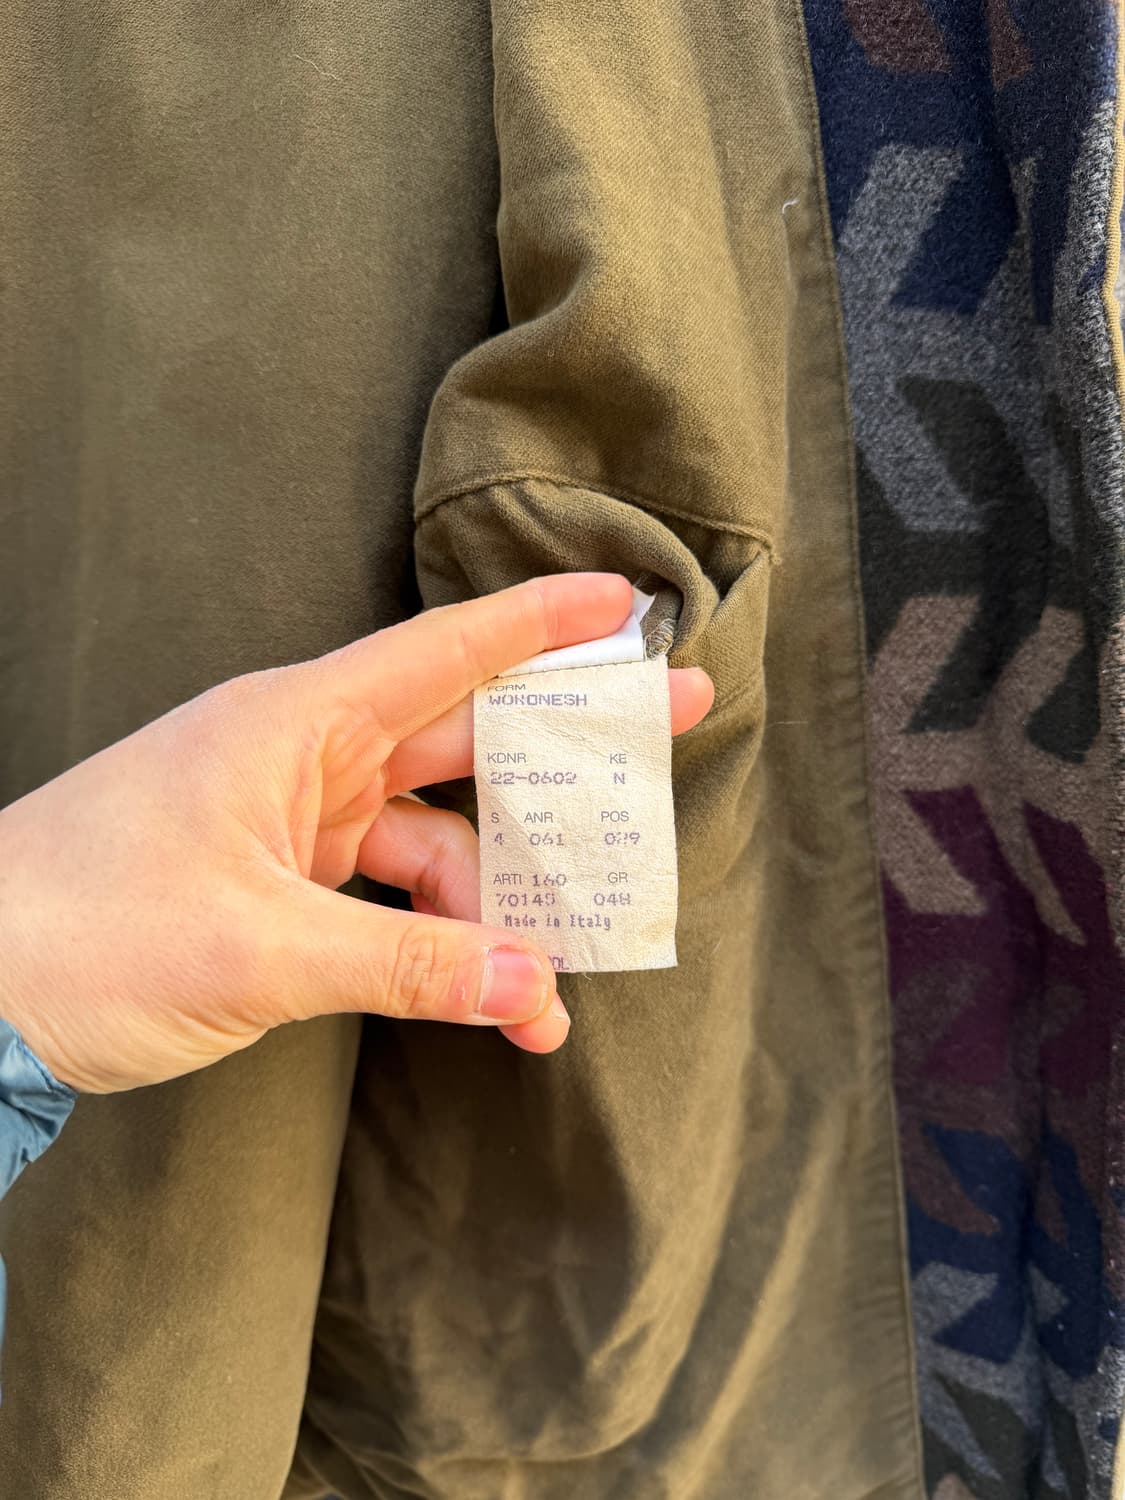 FORM
WORONESH
KDNR KE
22-0602 N
S ANR POS
4 061 029
ARTI 160 GR
70145 048
Made in Italy